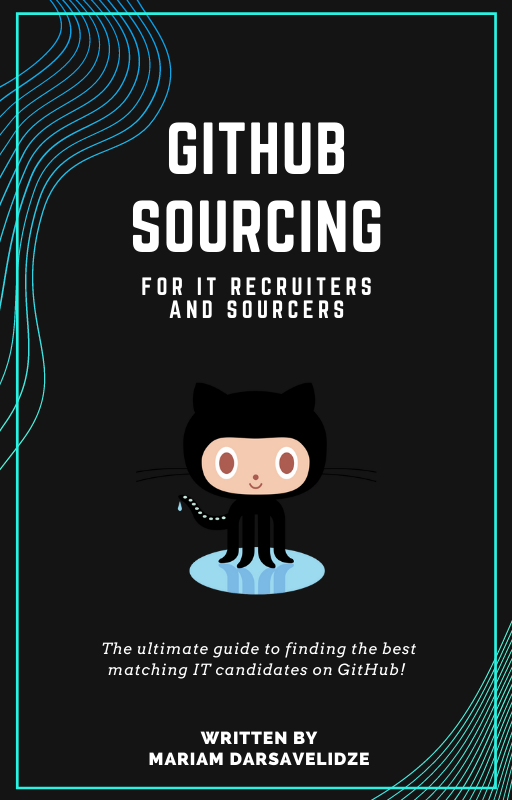 GITHUB
SOURCING
FOR IT RECRUITERS
AND SOURCERS
The ultimate guide to finding the best
matching IT candidates on GitHub!
WRITTEN BY
MARIAM DARSAVELIDZE